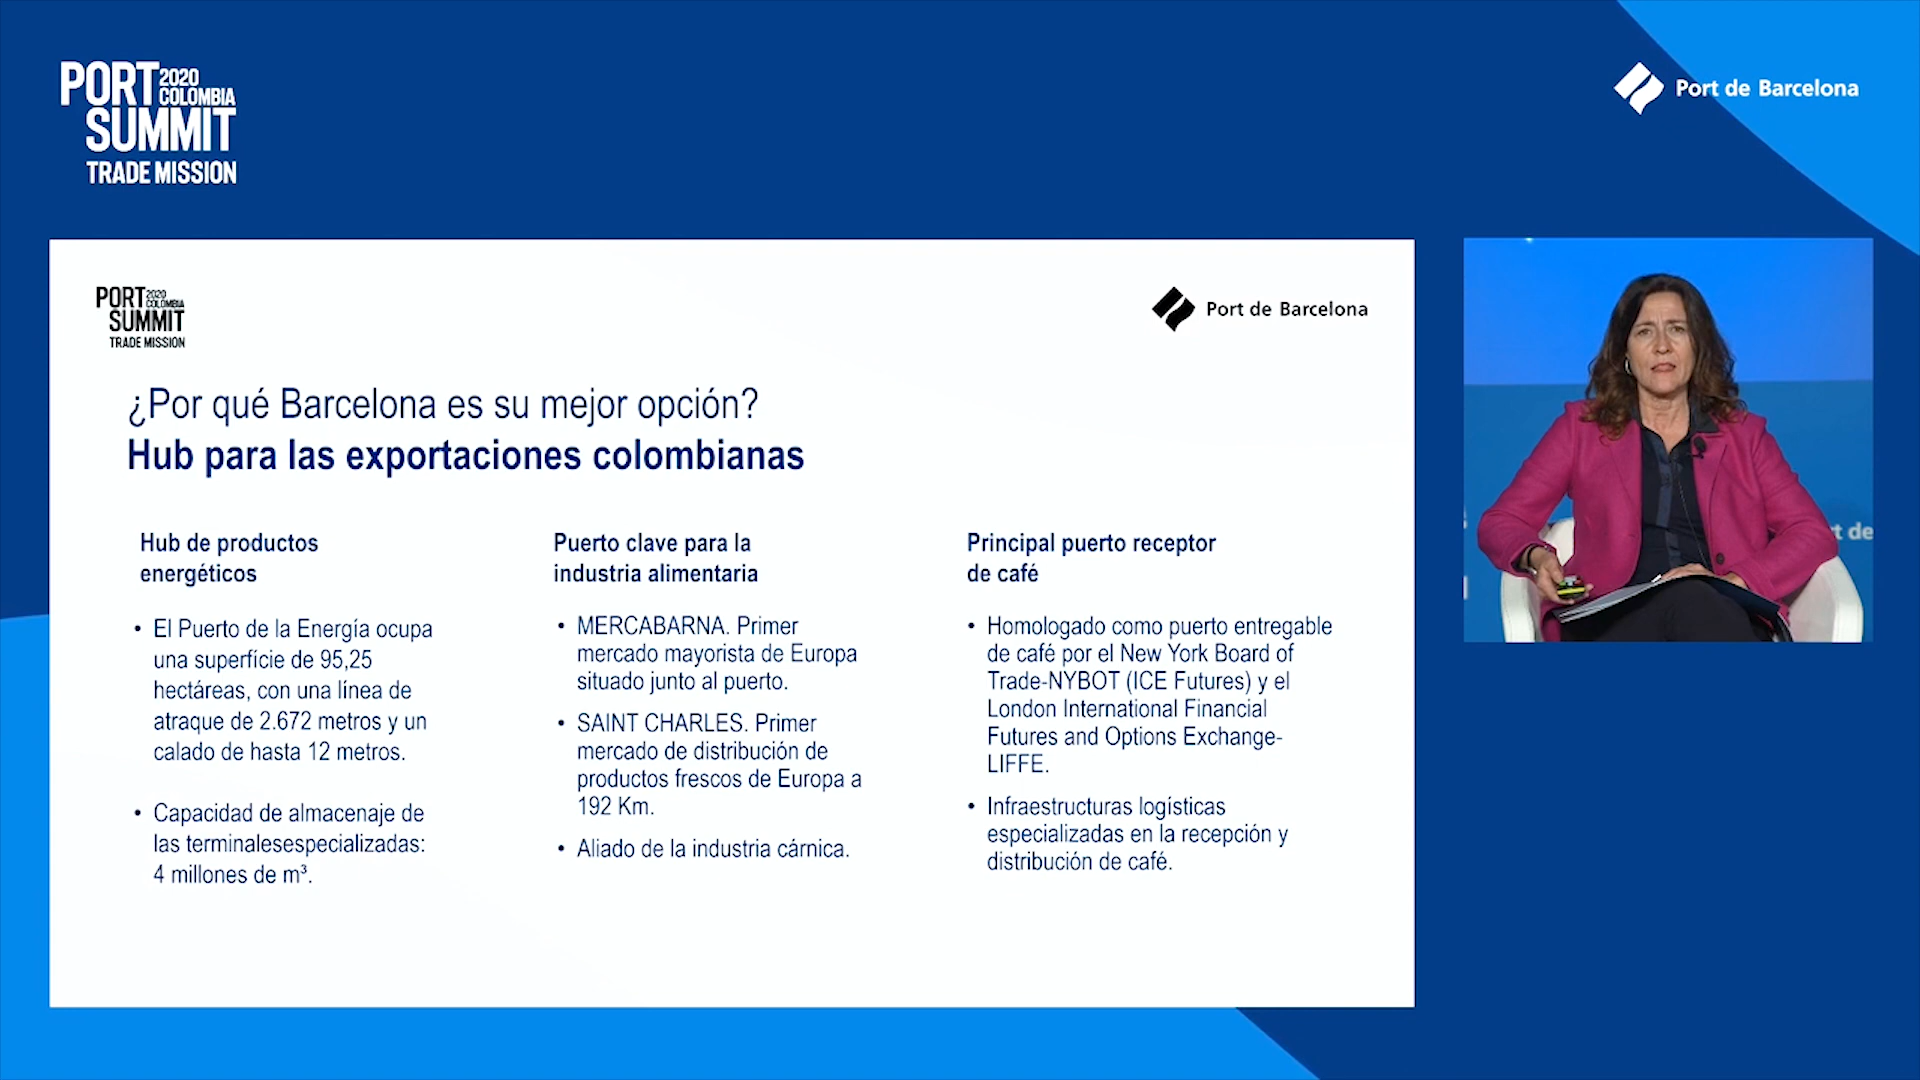 PORT 2020
COLOMBIA
SUMMIT
TRADE MISSION
Port de Barcelona
PORT 2020
COLOMBIA
SUMMIT
TRADE MISSION
Port de Barcelona
¿Por qué Barcelona es su mejor opción?
Hub para las exportaciones colombianas
Hub de productos
energéticos
• El Puerto de la Energía ocupa
una superfície de 95,25
hectáreas, con una línea de
atraque de 2.672 metros y un
calado de hasta 12 metros.
• Capacidad de almacenaje de
las terminalesespecializadas:
4 millones de m³.
Puerto clave para la
industria alimentaria
• MERCABARNA. Primer
mercado mayorista de Europa
situado junto al puerto.
• SAINT CHARLES. Primer
mercado de distribución de
productos frescos de Europa a
192 Km.
• Aliado de la industria cárnica.
Principal puerto receptor
de café
• Homologado como puerto entregable
de café por el New York Board of
Trade-NYBOT (ICE Futures) y el
London International Financial
Futures and Options Exchange-
LIFFE.
• Infraestructuras logísticas
especializadas en la recepción y
distribución de café.
t de